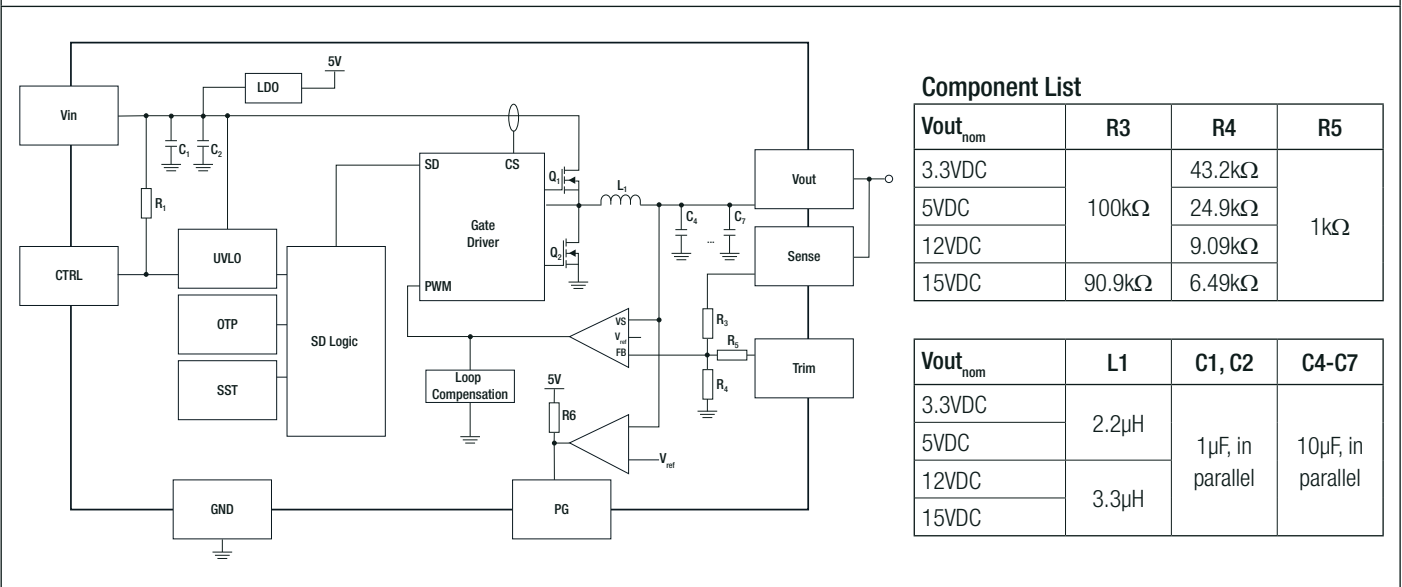 5V
LDO
Vin
C1
C2
R1
CTRL
UVLO
OTP
SST
SD Logic
SD
CS
Gate
Driver
PWM
Q1
Q2
L1
C4
...
C7
Vout
Sense
Trim
VS
Vref
FB
R3
R5
R4
Loop
Compensation
5V
R6
Vref
GND
PG
Component List
Voutnom R3 R4 R5
3.3VDC 100kΩ 43.2kΩ 1kΩ
5VDC 24.9kΩ
12VDC 9.09kΩ
15VDC 90.9kΩ 6.49kΩ
Voutnom L1 C1, C2 C4-C7
3.3VDC 2.2µH 1µF, in parallel 10µF, in parallel
5VDC
12VDC 3.3µH
15VDC